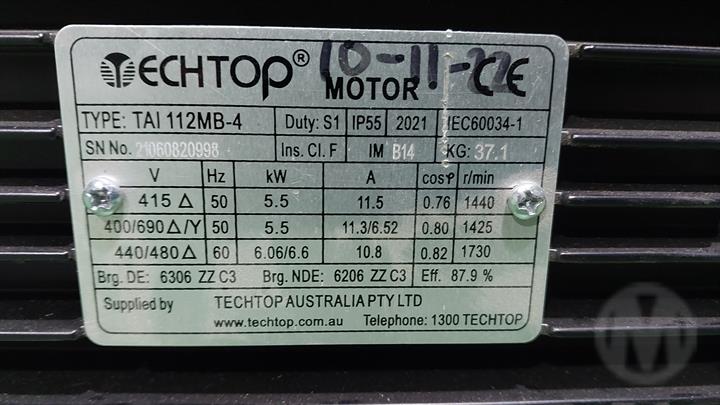 TECHTOP® MOTOR CE
10-11-22
TYPE: TAI 112MB-4 Duty: S1 IP55 2021 IEC60034-1
SN No. 21060820998 Ins. Cl. F IM B14 KG: 37.1
V Hz kW A cosφ r/min
415 Δ 50 5.5 11.5 0.76 1440
400/690 Δ/Y 50 5.5 11.3/6.52 0.80 1425
440/480 Δ 60 6.06/6.6 10.8 0.82 1730
Brg. DE: 6306 ZZ C3 Brg. NDE: 6206 ZZ C3 Eff. 87.9 %
Supplied by TECHTOP AUSTRALIA PTY LTD
www.techtop.com.au Telephone: 1300 TECHTOP
M